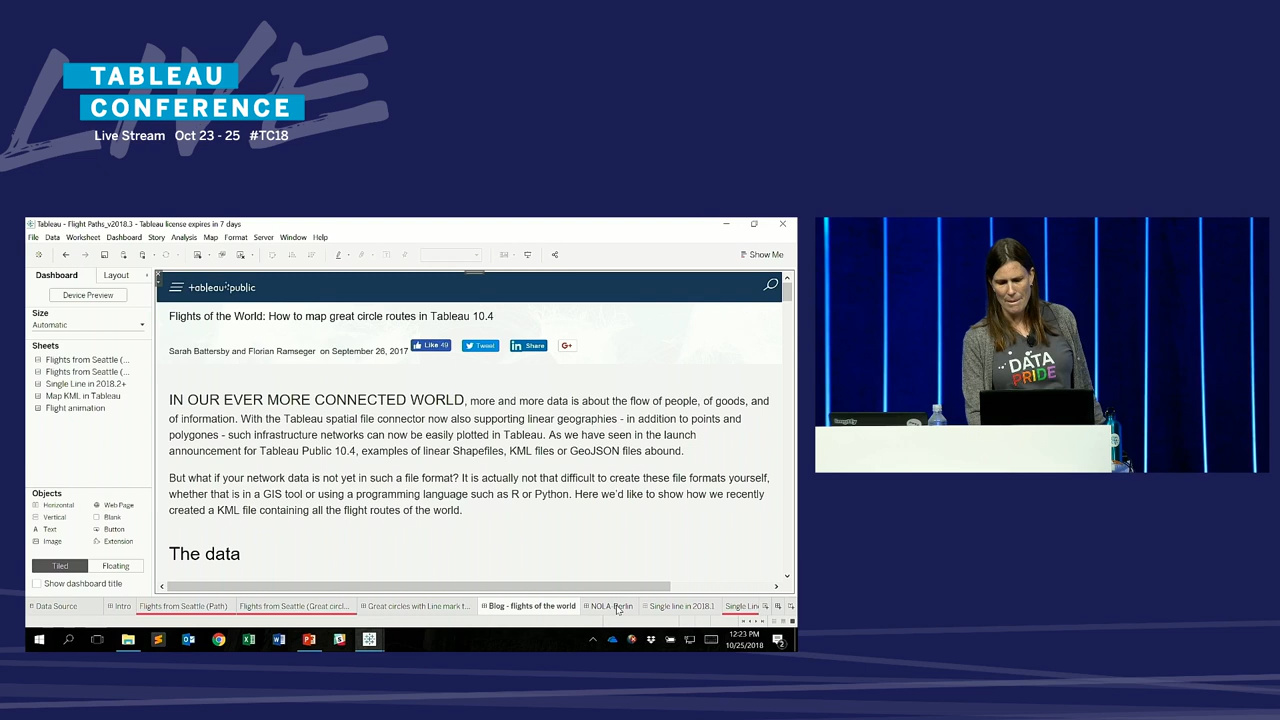 LIVE
TABLEAU
CONFERENCE
Live Stream Oct 23 - 25 #TC18
Tableau - Flight Paths_v2018.3 - Tableau license expires in 7 days
File Data Worksheet Dashboard Story Analysis Map Format Server Window Help
Show Me
Dashboard Layout
Device Preview
Size
Automatic
Sheets
Flights from Seattle (...
Flights from Seattle (...
Single Line in 2018.2+
Map KML in Tableau
Flight animation
Objects
Horizontal Web Page
Vertical Blank
Text Button
Image Extension
Tiled Floating
Show dashboard title
tableau public
Flights of the World: How to map great circle routes in Tableau 10.4
Sarah Battersby and Florian Ramseger on September 26, 2017
Like 49 Tweet Share G+
IN OUR EVER MORE CONNECTED WORLD, more and more data is about the flow of people, of goods, and
of information. With the Tableau spatial file connector now also supporting linear geographies - in addition to points and
polygones - such infrastructure networks can now be easily plotted in Tableau. As we have seen in the launch
announcement for Tableau Public 10.4, examples of linear Shapefiles, KML files or GeoJSON files abound.
But what if your network data is not yet in such a file format? It is actually not that difficult to create these file formats yourself,
whether that is in a GIS tool or using a programming language such as R or Python. Here we'd like to show how we recently
created a KML file containing all the flight routes of the world.
The data
Data Source Intro Flights from Seattle (Path) Flights from Seattle (Great circl... Great circles with Line mark t... Blog - flights of the world NOLA-Berlin Single line in 2018.1 Single Lin
12:23 PM
10/25/2018
DATA
PRIDE